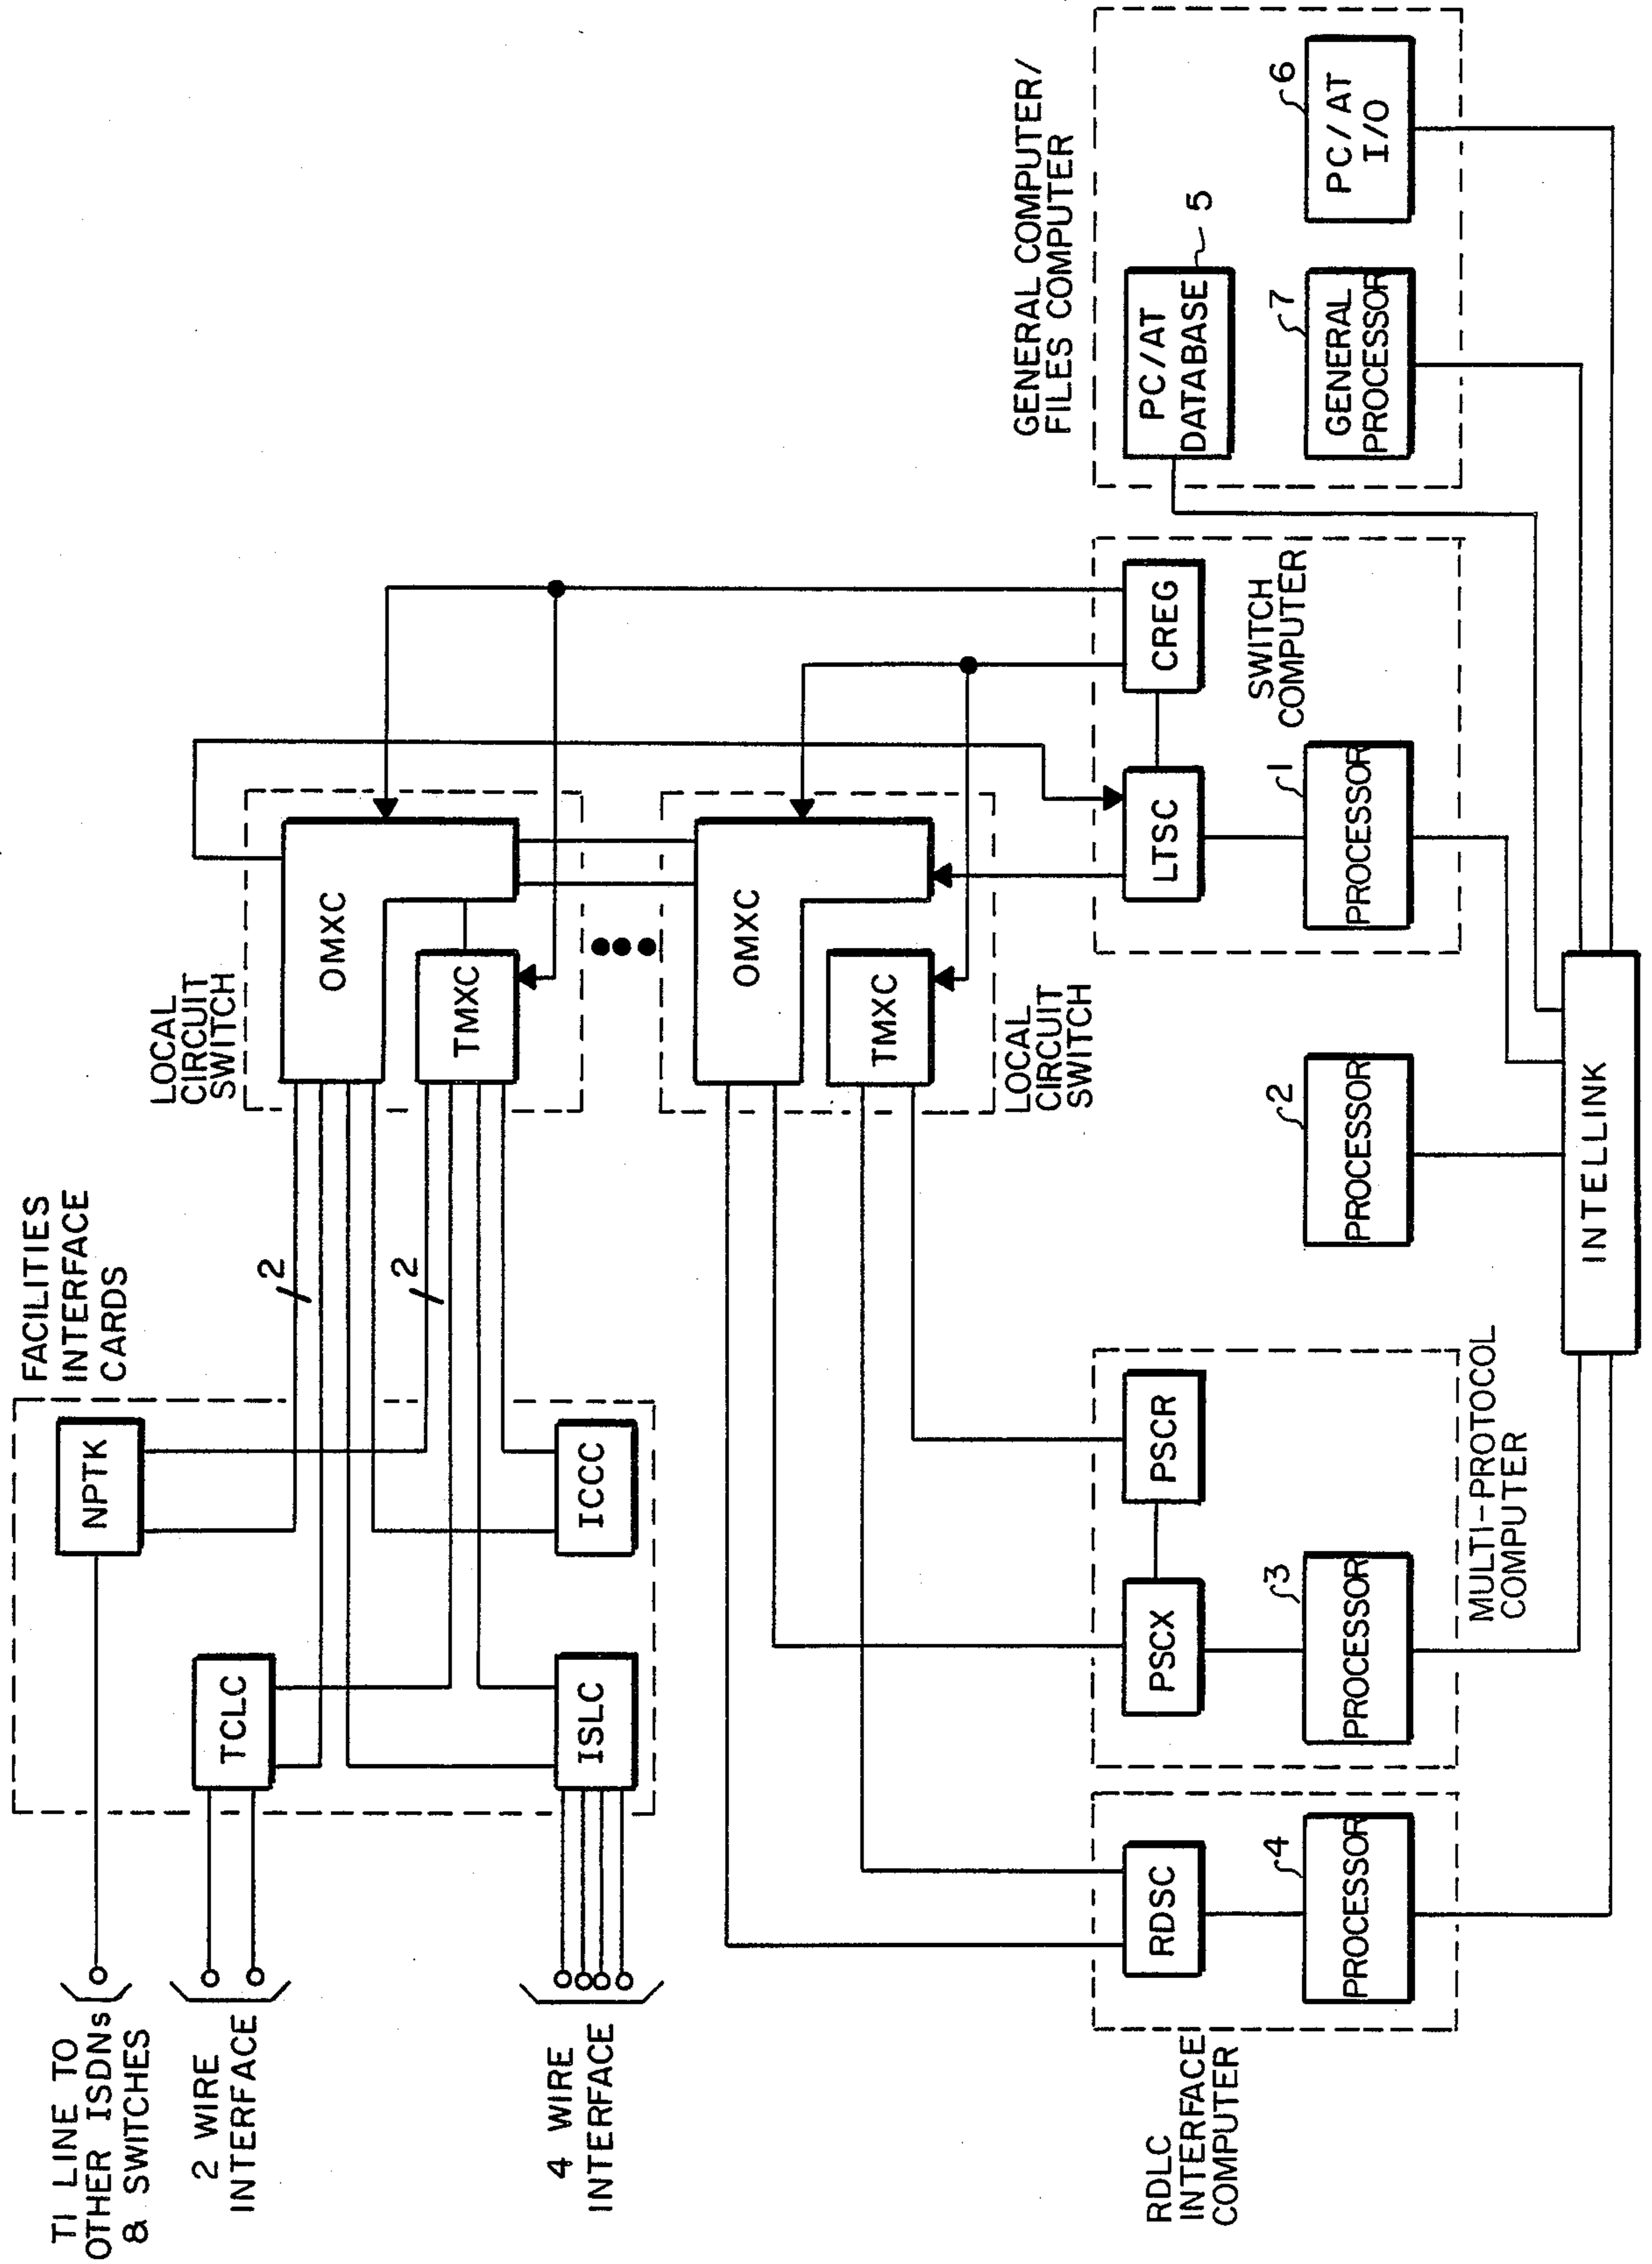 T1 LINE TO
OTHER ISDNs
& SWITCHES
2 WIRE
INTERFACE
4 WIRE
INTERFACE
FACILITIES
INTERFACE
CARDS
NPTK
TCLC
ISLC
ICCC
2
2
LOCAL
CIRCUIT
SWITCH
OMXC
TMXC
OMXC
TMXC
LOCAL
CIRCUIT
SWITCH
RDLC
INTERFACE
COMPUTER
RDSC
4
PROCESSOR
PSCX
PSCR
3
PROCESSOR
MULTI-PROTOCOL
COMPUTER
2
PROCESSOR
LTSC
CREG
1
PROCESSOR
SWITCH
COMPUTER
GENERAL COMPUTER/
FILES COMPUTER
PC/AT
DATABASE
5
7
GENERAL
PROCESSOR
6
PC/AT
I/O
INTELLINK